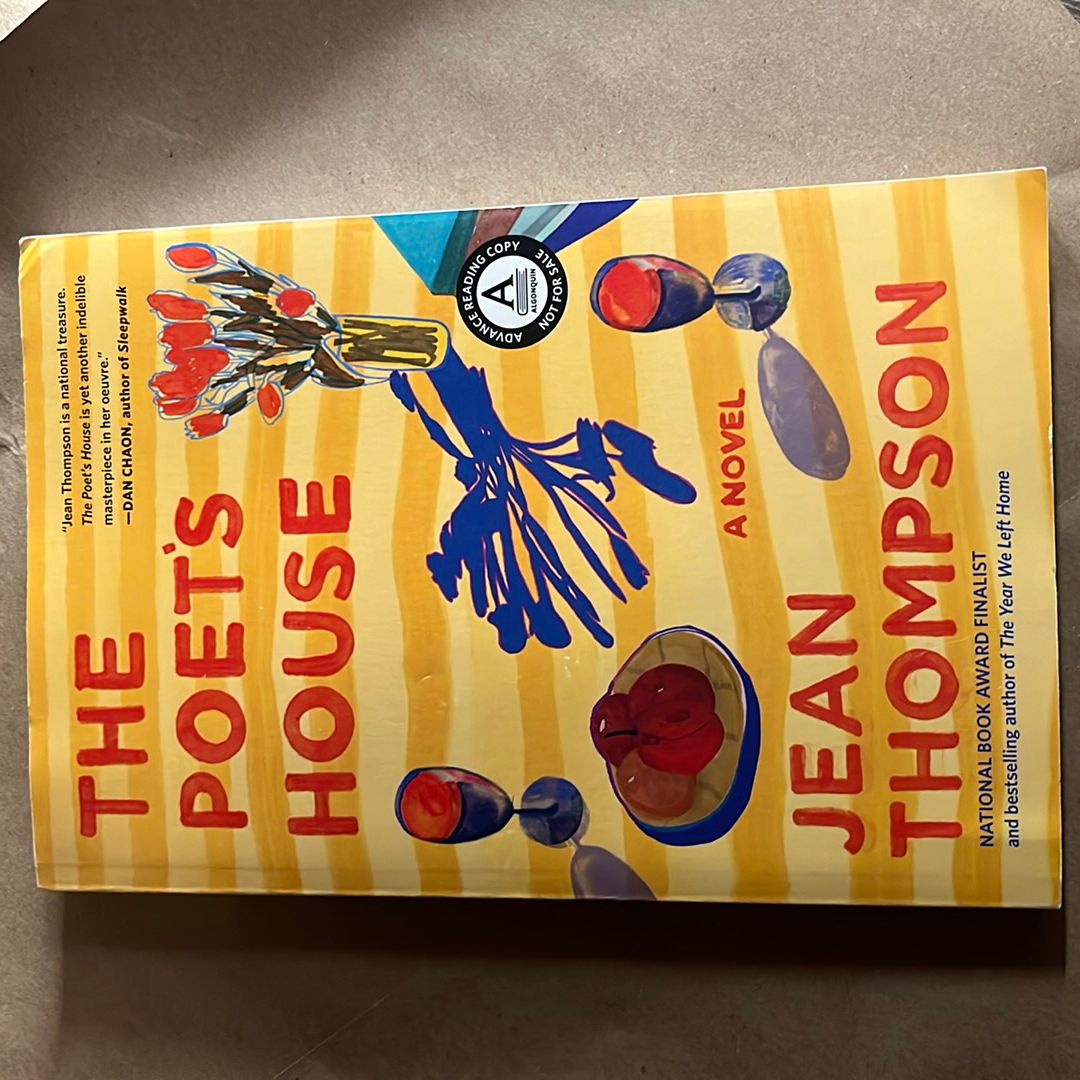 "Jean Thompson is a national treasure.
The Poet's House is yet another indelible
masterpiece in her oeuvre."
—DAN CHAON, author of Sleepwalk
THE
POET'S
HOUSE
ADVANCE READING COPY
A
ALGONQUIN
NOT FOR SALE
A NOVEL
JEAN
THOMPSON
NATIONAL BOOK AWARD FINALIST
and bestselling author of The Year We Left Home